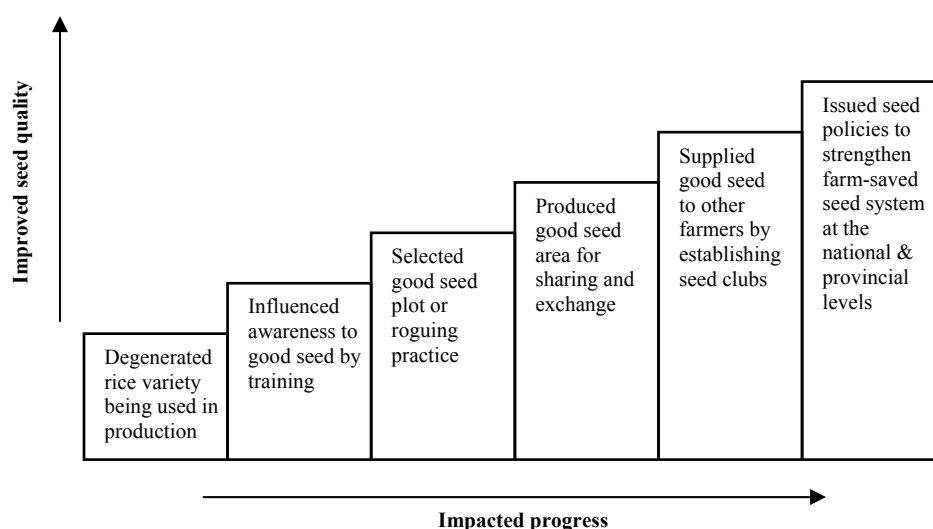 Improved seed quality
Degenerated
rice variety
being used in
production
Influenced
awareness to
good seed by
training
Selected
good seed
plot or
roguing
practice
Produced
good seed
area for
sharing and
exchange
Supplied
good seed
to other
farmers by
establishing
seed clubs
Issued seed
policies to
strengthen
farm-saved
seed system
at the
national &
provincial
levels
Impacted progress